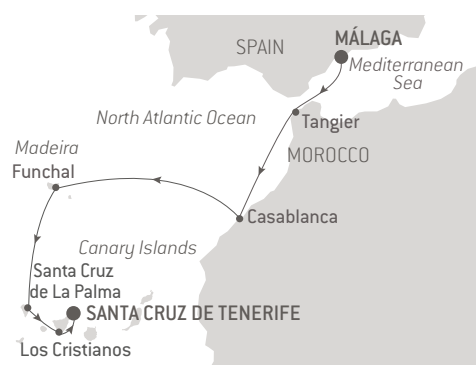 SPAIN
MÁLAGA
Mediterranean
Sea
North Atlantic Ocean
Tangier
MOROCCO
Madeira
Funchal
Casablanca
Canary Islands
Santa Cruz
de La Palma
SANTA CRUZ DE TENERIFE
Los Cristianos